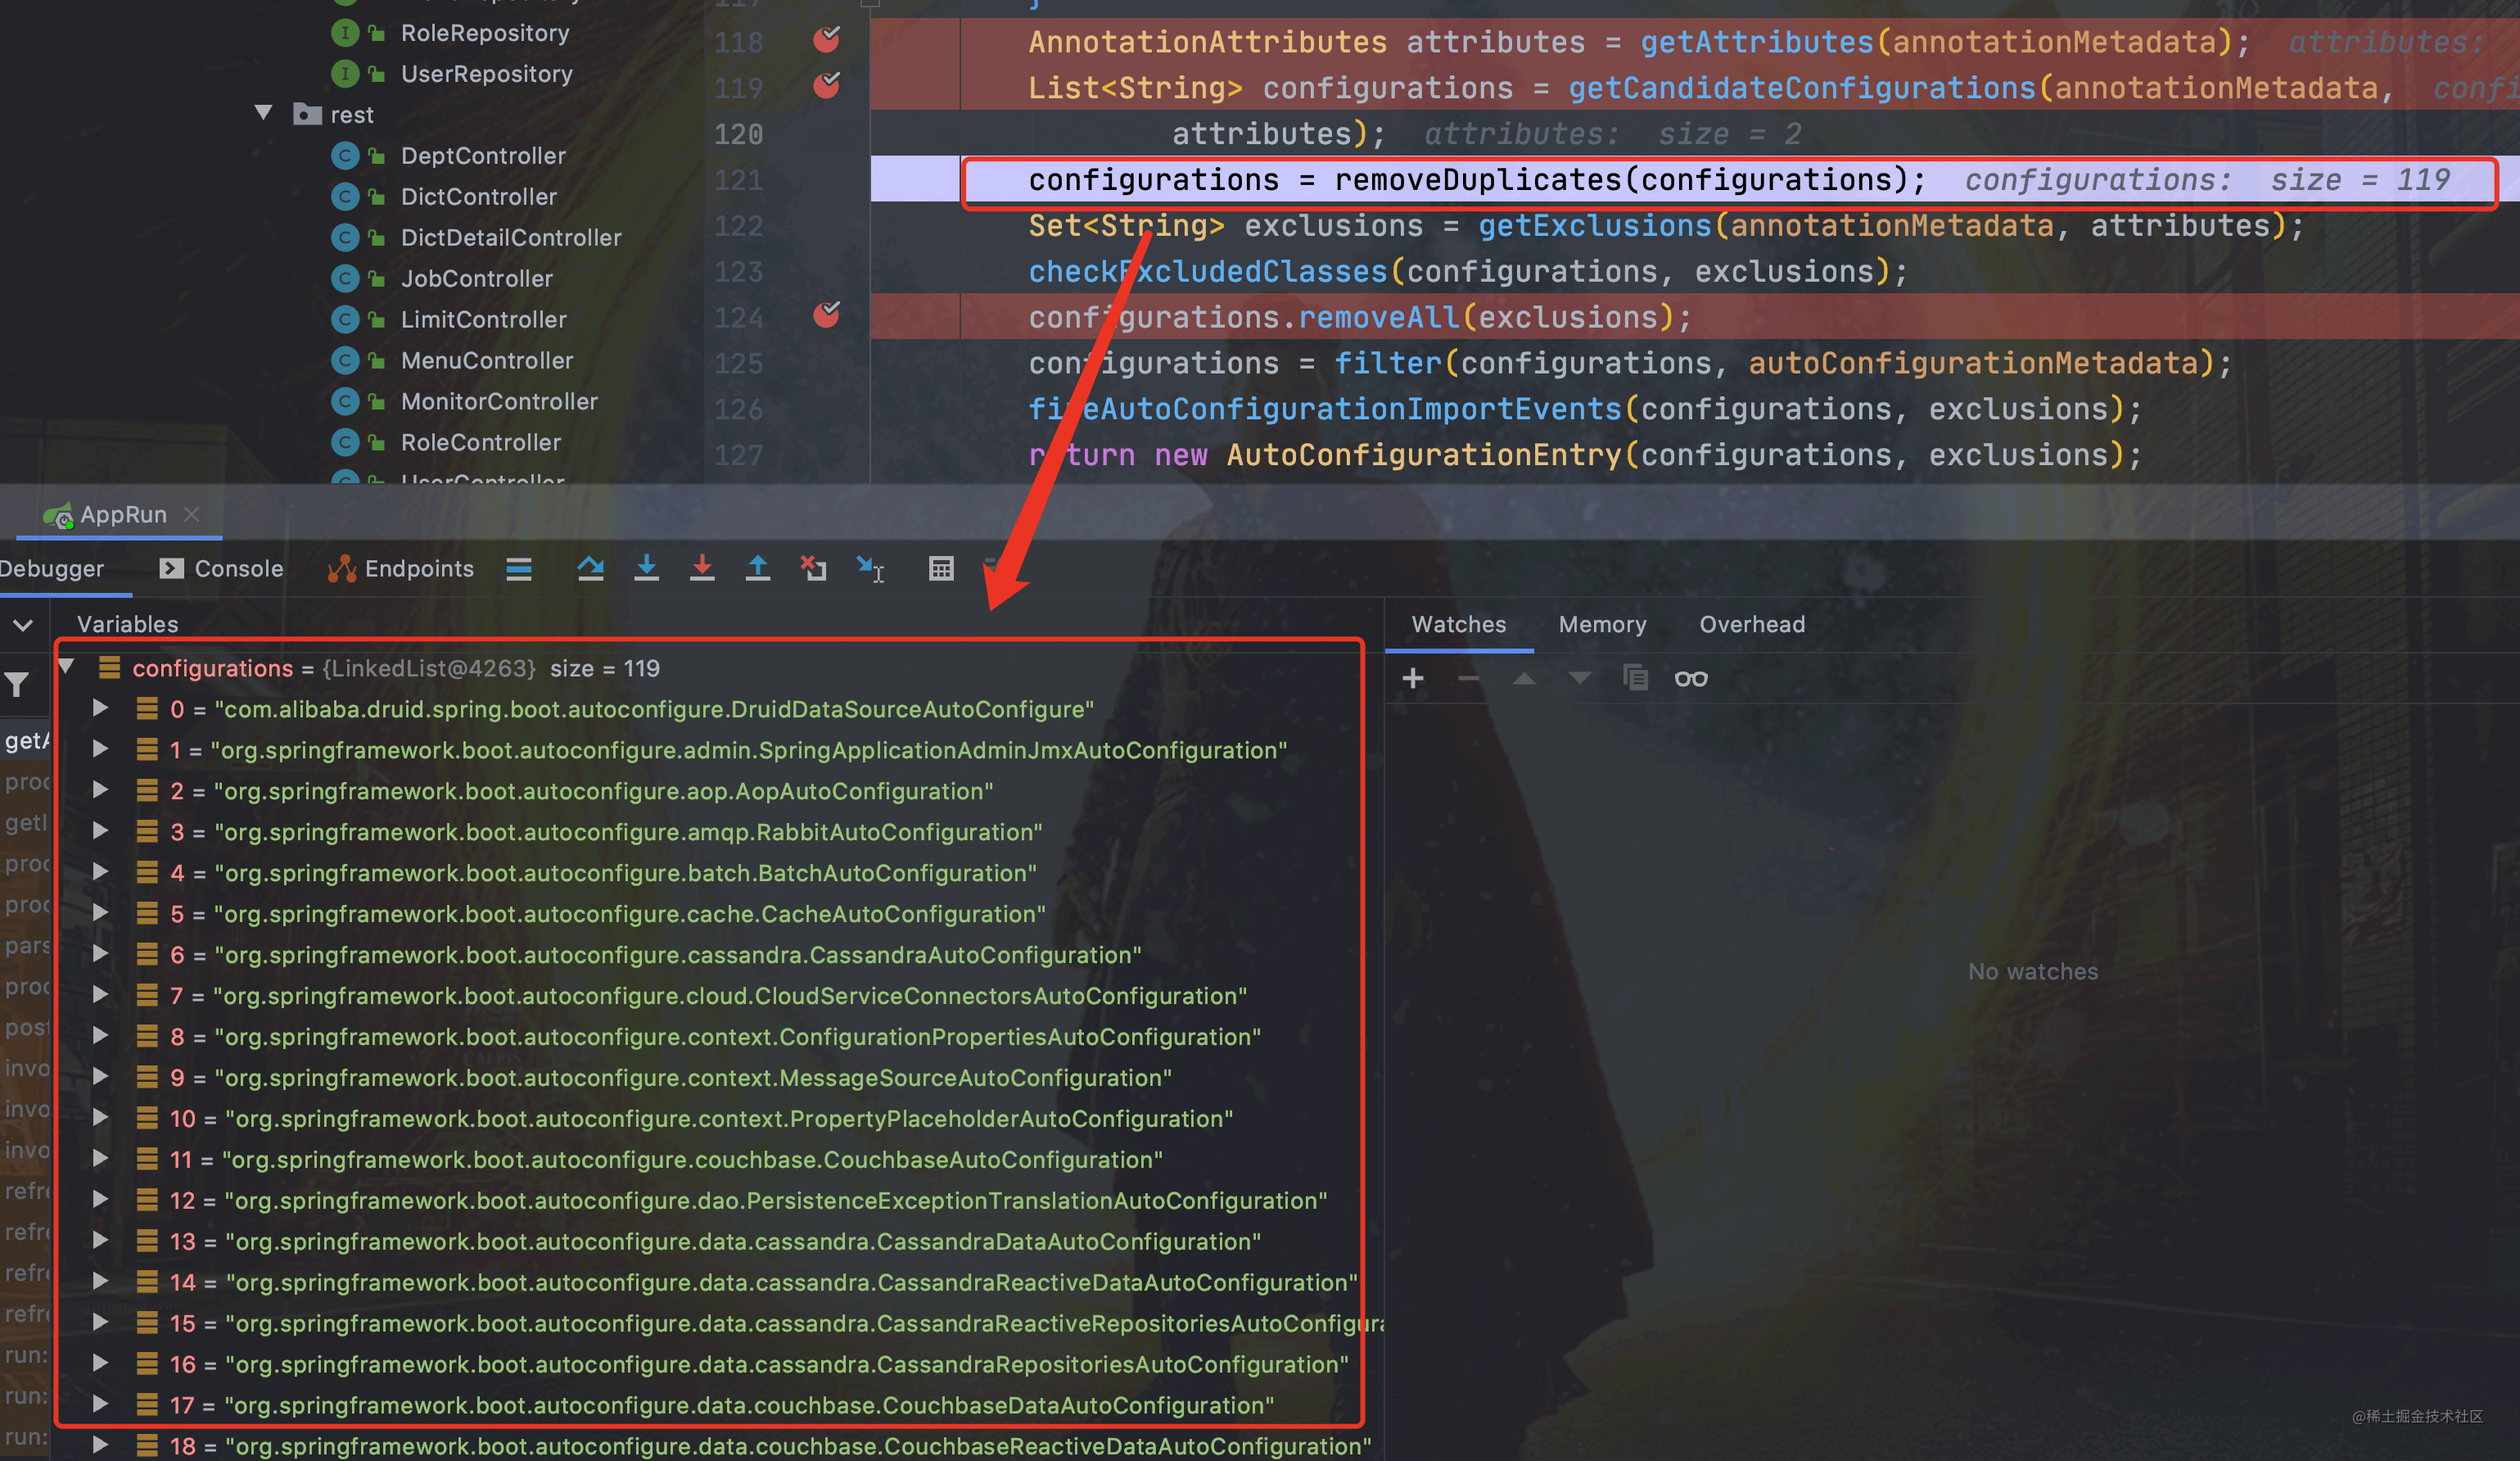 RoleRepository
UserRepository
rest
DeptController
DictController
DictDetailController
JobController
LimitController
MenuController
MonitorController
RoleController
UserController
118 AnnotationAttributes attributes = getAttributes(annotationMetadata); attributes:
119 List<String> configurations = getCandidateConfigurations(annotationMetadata,
120 attributes); attributes: size = 2
121 configurations = removeDuplicates(configurations); configurations: size = 119
122 Set<String> exclusions = getExclusions(annotationMetadata, attributes);
123 checkExcludedClasses(configurations, exclusions);
124 configurations.removeAll(exclusions);
125 configurations = filter(configurations, autoConfigurationMetadata);
126 fireAutoConfigurationImportEvents(configurations, exclusions);
127 return new AutoConfigurationEntry(configurations, exclusions);
AppRun
Debugger Console Endpoints
Variables
Watches Memory Overhead
configurations = {LinkedList@4263} size = 119
0 = "com.alibaba.druid.spring.boot.autoconfigure.DruidDataSourceAutoConfigure"
1 = "org.springframework.boot.autoconfigure.admin.SpringApplicationAdminJmxAutoConfiguration"
2 = "org.springframework.boot.autoconfigure.aop.AopAutoConfiguration"
3 = "org.springframework.boot.autoconfigure.amqp.RabbitAutoConfiguration"
4 = "org.springframework.boot.autoconfigure.batch.BatchAutoConfiguration"
5 = "org.springframework.boot.autoconfigure.cache.CacheAutoConfiguration"
6 = "org.springframework.boot.autoconfigure.cassandra.CassandraAutoConfiguration"
7 = "org.springframework.boot.autoconfigure.cloud.CloudServiceConnectorsAutoConfiguration"
8 = "org.springframework.boot.autoconfigure.context.ConfigurationPropertiesAutoConfiguration"
9 = "org.springframework.boot.autoconfigure.context.MessageSourceAutoConfiguration"
10 = "org.springframework.boot.autoconfigure.context.PropertyPlaceholderAutoConfiguration"
11 = "org.springframework.boot.autoconfigure.couchbase.CouchbaseAutoConfiguration"
12 = "org.springframework.boot.autoconfigure.dao.PersistenceExceptionTranslationAutoConfiguration"
13 = "org.springframework.boot.autoconfigure.data.cassandra.CassandraDataAutoConfiguration"
14 = "org.springframework.boot.autoconfigure.data.cassandra.CassandraReactiveDataAutoConfiguration"
15 = "org.springframework.boot.autoconfigure.data.cassandra.CassandraReactiveRepositoriesAutoConfigura
16 = "org.springframework.boot.autoconfigure.data.cassandra.CassandraRepositoriesAutoConfiguration"
17 = "org.springframework.boot.autoconfigure.data.couchbase.CouchbaseDataAutoConfiguration"
18 = "org.springframework.boot.autoconfigure.data.couchbase.CouchbaseReactiveDataAutoConfiguration"
getA
proc
getI
proc
proc
pars
proc
post
invo
invo
invo
refre
refre
refre
refre
run:
run:
run:
No watches
@稀土掘金技术社区